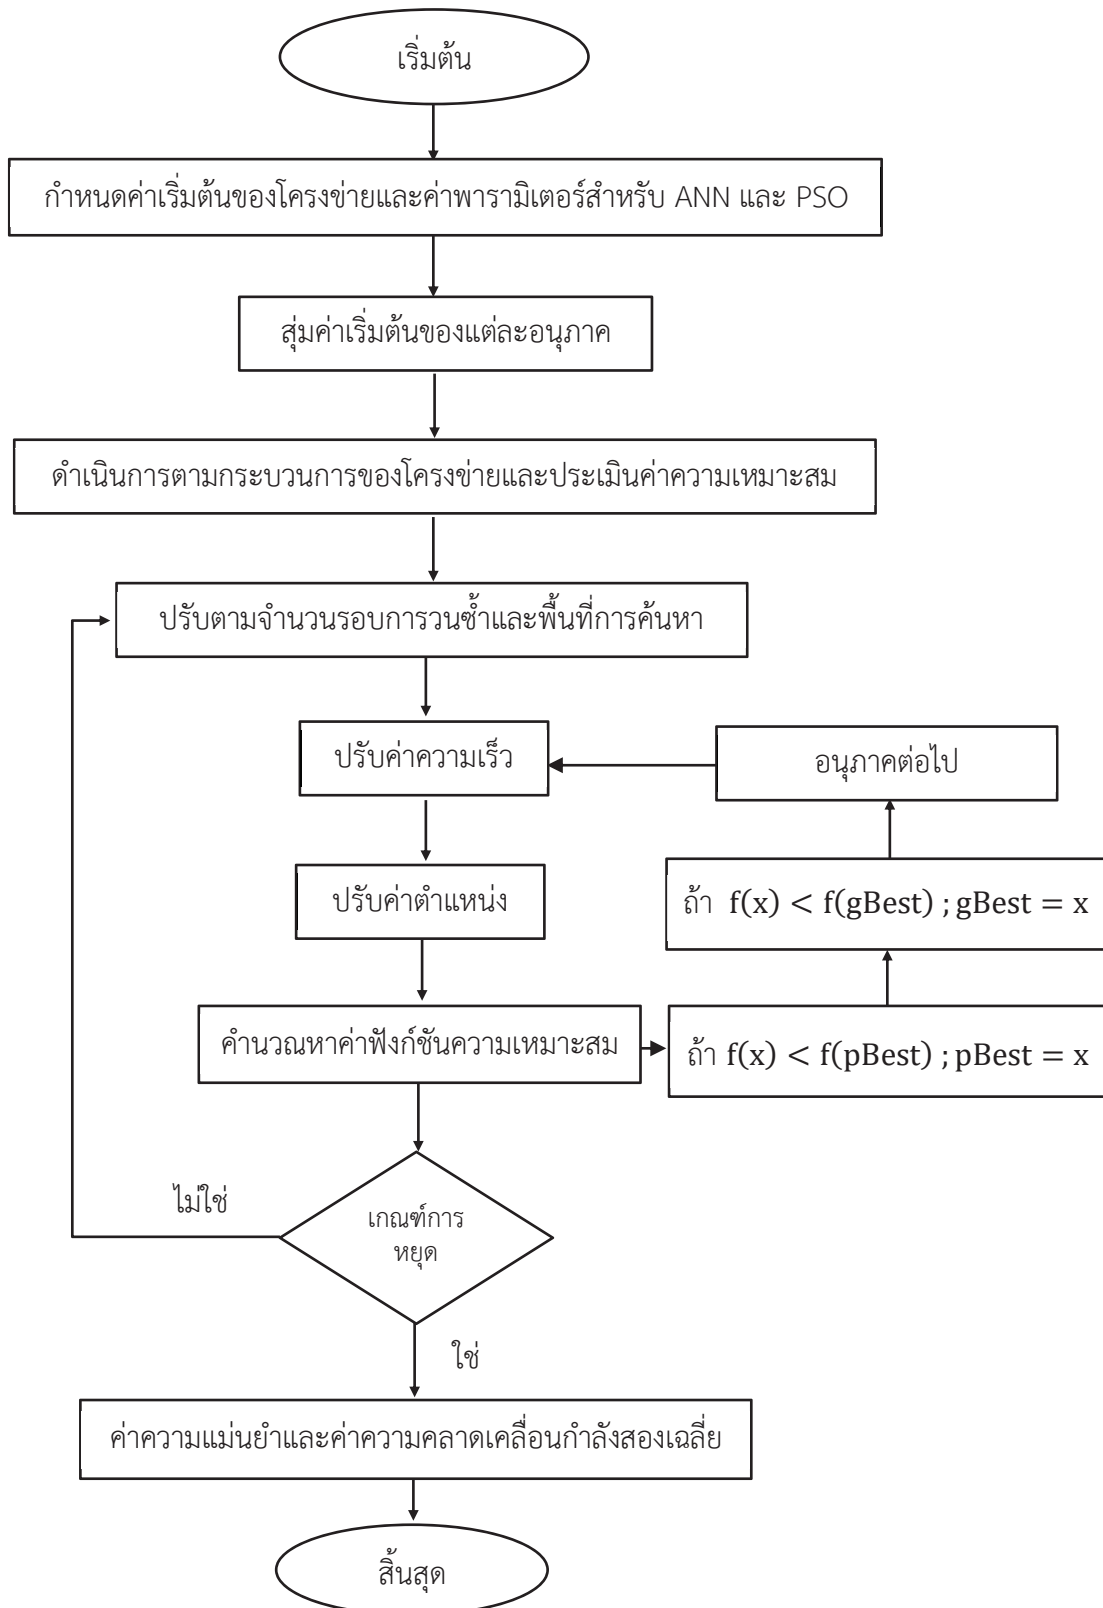 เริ่มต้น
กำหนดค่าเริ่มต้นของโครงข่ายและค่าพารามิเตอร์สำหรับ ANN และ PSO
สุ่มค่าเริ่มต้นของแต่ละอนุภาค
ดำเนินการตามกระบวนการของโครงข่ายและประเมินค่าความเหมาะสม
ปรับตามจำนวนรอบการวนซ้ำและพื้นที่การค้นหา
ปรับค่าความเร็ว
อนุภาคต่อไป
ปรับค่าตำแหน่ง
ถ้า f(x) < f(gBest) ; gBest = x
คำนวณหาค่าฟังก์ชันความเหมาะสม
ถ้า f(x) < f(pBest) ; pBest = x
ไม่ใช่
เกณฑ์การ
หยุด
ใช่
ค่าความแม่นยำและค่าความคลาดเคลื่อนกำลังสองเฉลี่ย
สิ้นสุด